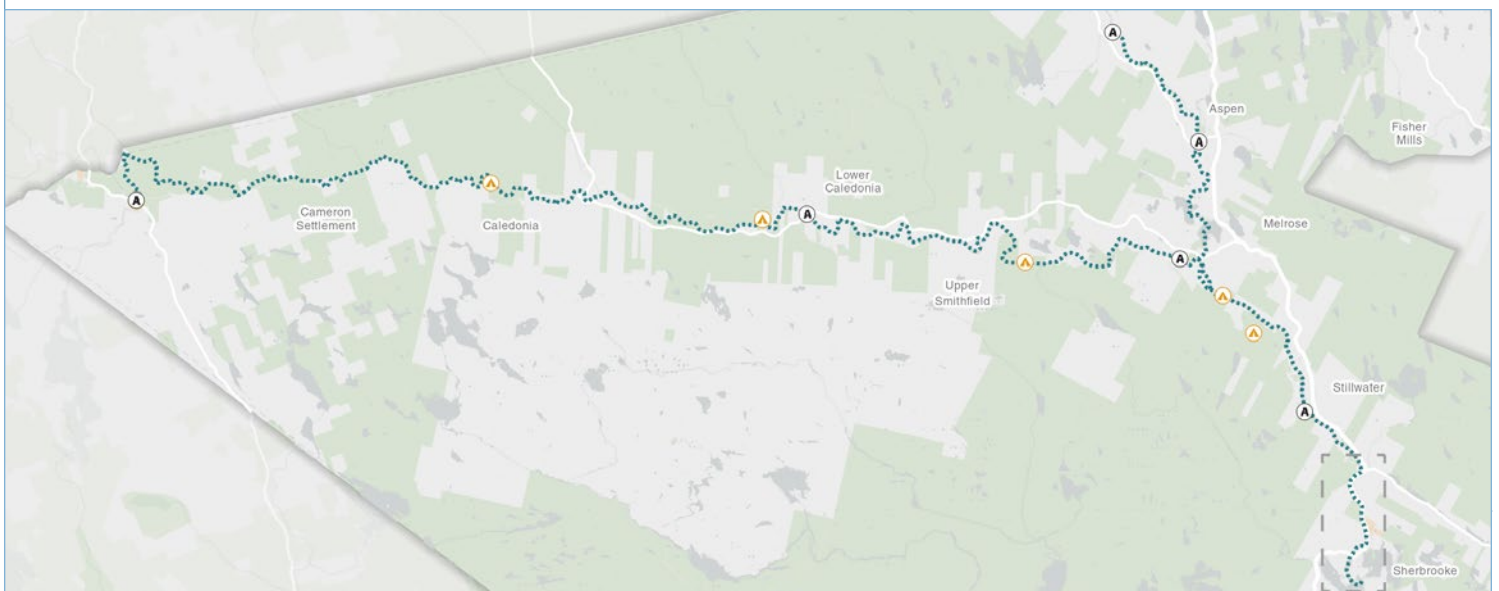 A
Aspen
A
Fisher
Mills
Lower
Caledonia
A
A
Cameron
Settlement
Caledonia
Melrose
A
Upper
Smithfield
Stillwater
A
Sherbrooke